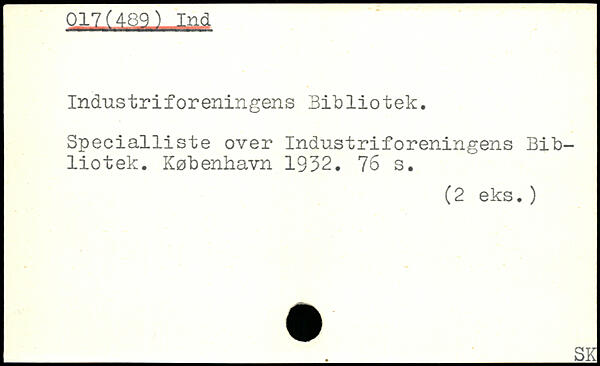 017(489) Ind
Industriforeningens Bibliotek.
Specialliste over Industriforeningens Bib-
liotek. København 1932. 76 s.
(2 eks.)
SK